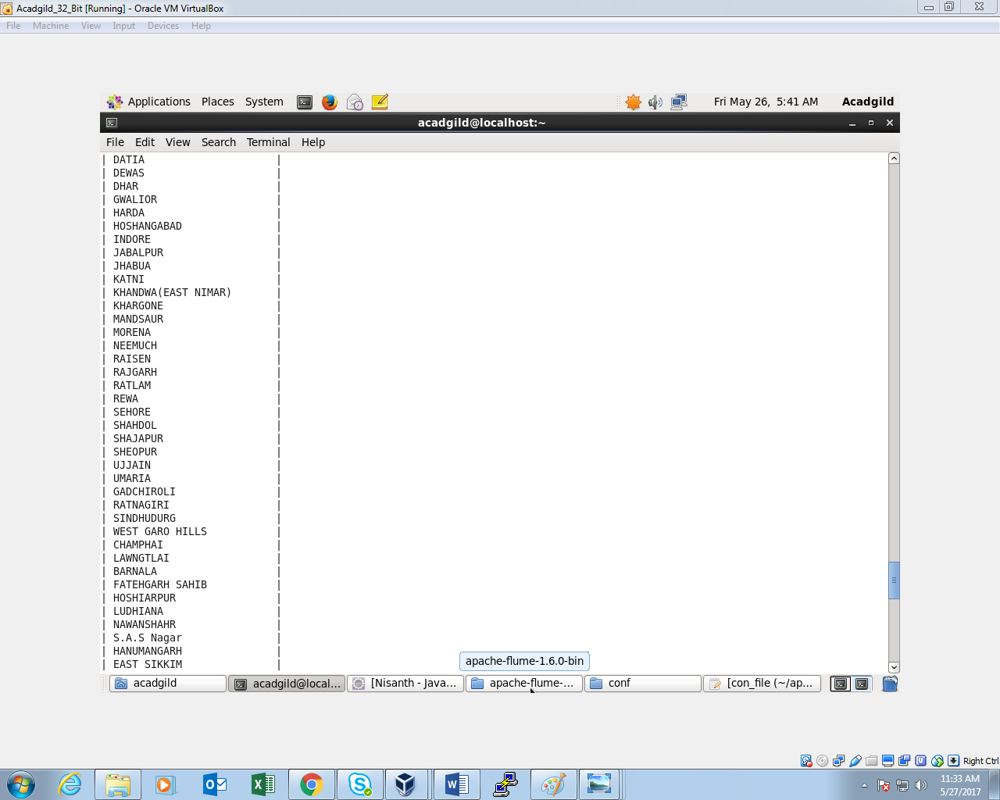 Acadgild_32_Bit [Running] - Oracle VM VirtualBox
File Machine View Input Devices Help
Applications Places System Fri May 26, 5:41 AM Acadgild
acadgild@localhost:~
File Edit View Search Terminal Help
| DATIA |
| DEWAS |
| DHAR |
| GWALIOR |
| HARDA |
| HOSHANGABAD |
| INDORE |
| JABALPUR |
| JHABUA |
| KATNI |
| KHANDWA(EAST NIMAR) |
| KHARGONE |
| MANDSAUR |
| MORENA |
| NEEMUCH |
| RAISEN |
| RAJGARH |
| RATLAM |
| REWA |
| SEHORE |
| SHAHDOL |
| SHAJAPUR |
| SHEOPUR |
| UJJAIN |
| UMARIA |
| GADCHIROLI |
| RATNAGIRI |
| SINDHUDURG |
| WEST GARO HILLS |
| CHAMPHAI |
| LAWNGTLAI |
| BARNALA |
| FATEHGARH SAHIB |
| HOSHIARPUR |
| LUDHIANA |
| NAWANSHAHR |
| S.A.S Nagar |
| HANUMANGARH |
| EAST SIKKIM |
apache-flume-1.6.0-bin
acadgild acadgild@local... [Nisanth - Java... apache-flume-... conf [con_file (~/ap...
Right Ctrl
11:33 AM
5/27/2017